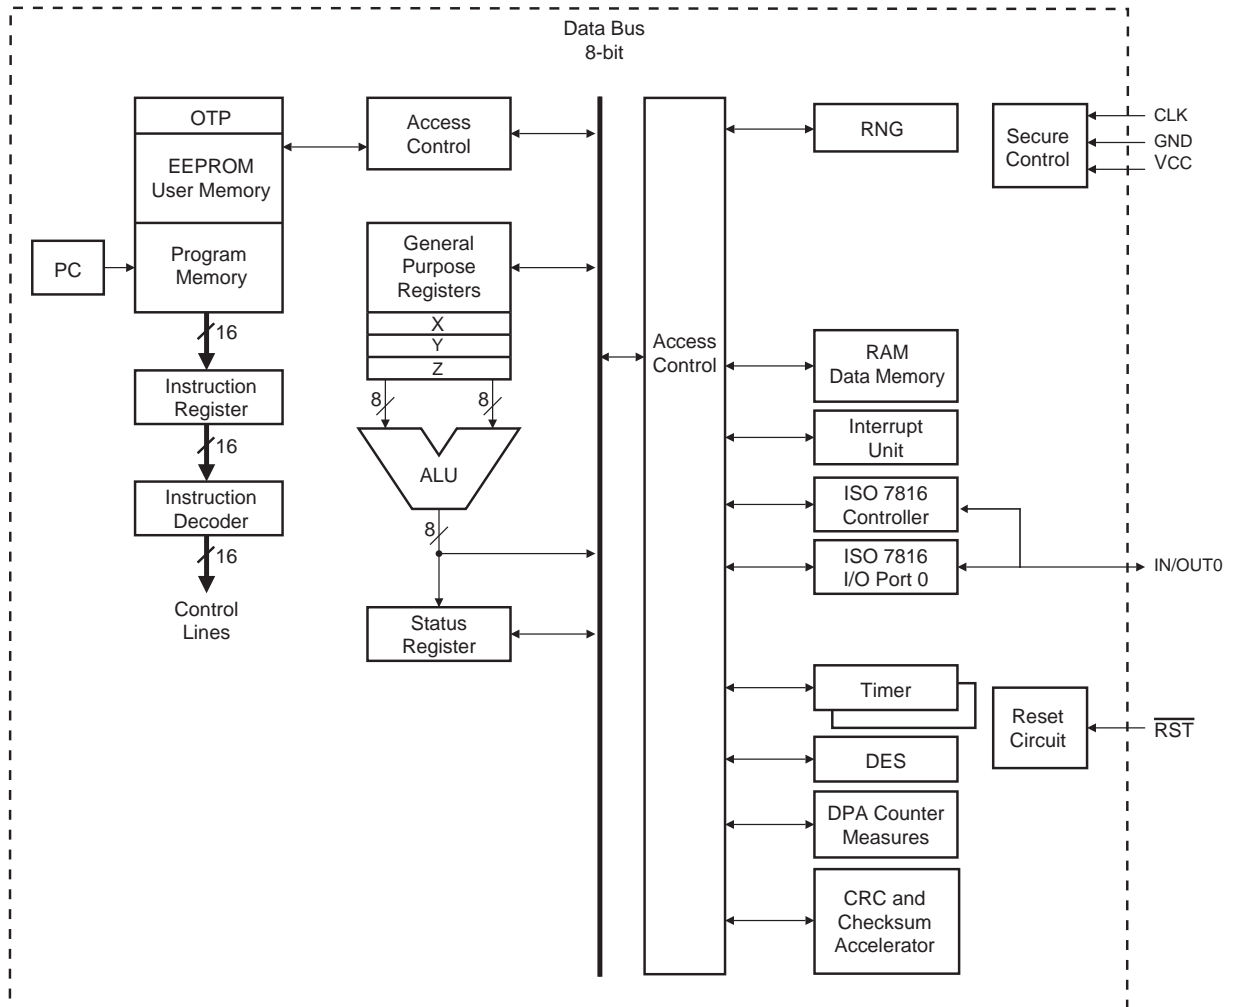 Data Bus
8-bit
OTP
EEPROM
User Memory
Program
Memory
PC
16
Instruction
Register
16
Instruction
Decoder
16
Control
Lines
Access
Control
General
Purpose
Registers
X
Y
Z
8
8
ALU
8
Status
Register
Access
Control
RNG
RAM
Data Memory
Interrupt
Unit
ISO 7816
Controller
ISO 7816
I/O Port 0
Timer
DES
DPA Counter
Measures
CRC and
Checksum
Accelerator
Secure
Control
CLK
GND
VCC
IN/OUT0
Reset
Circuit
RST